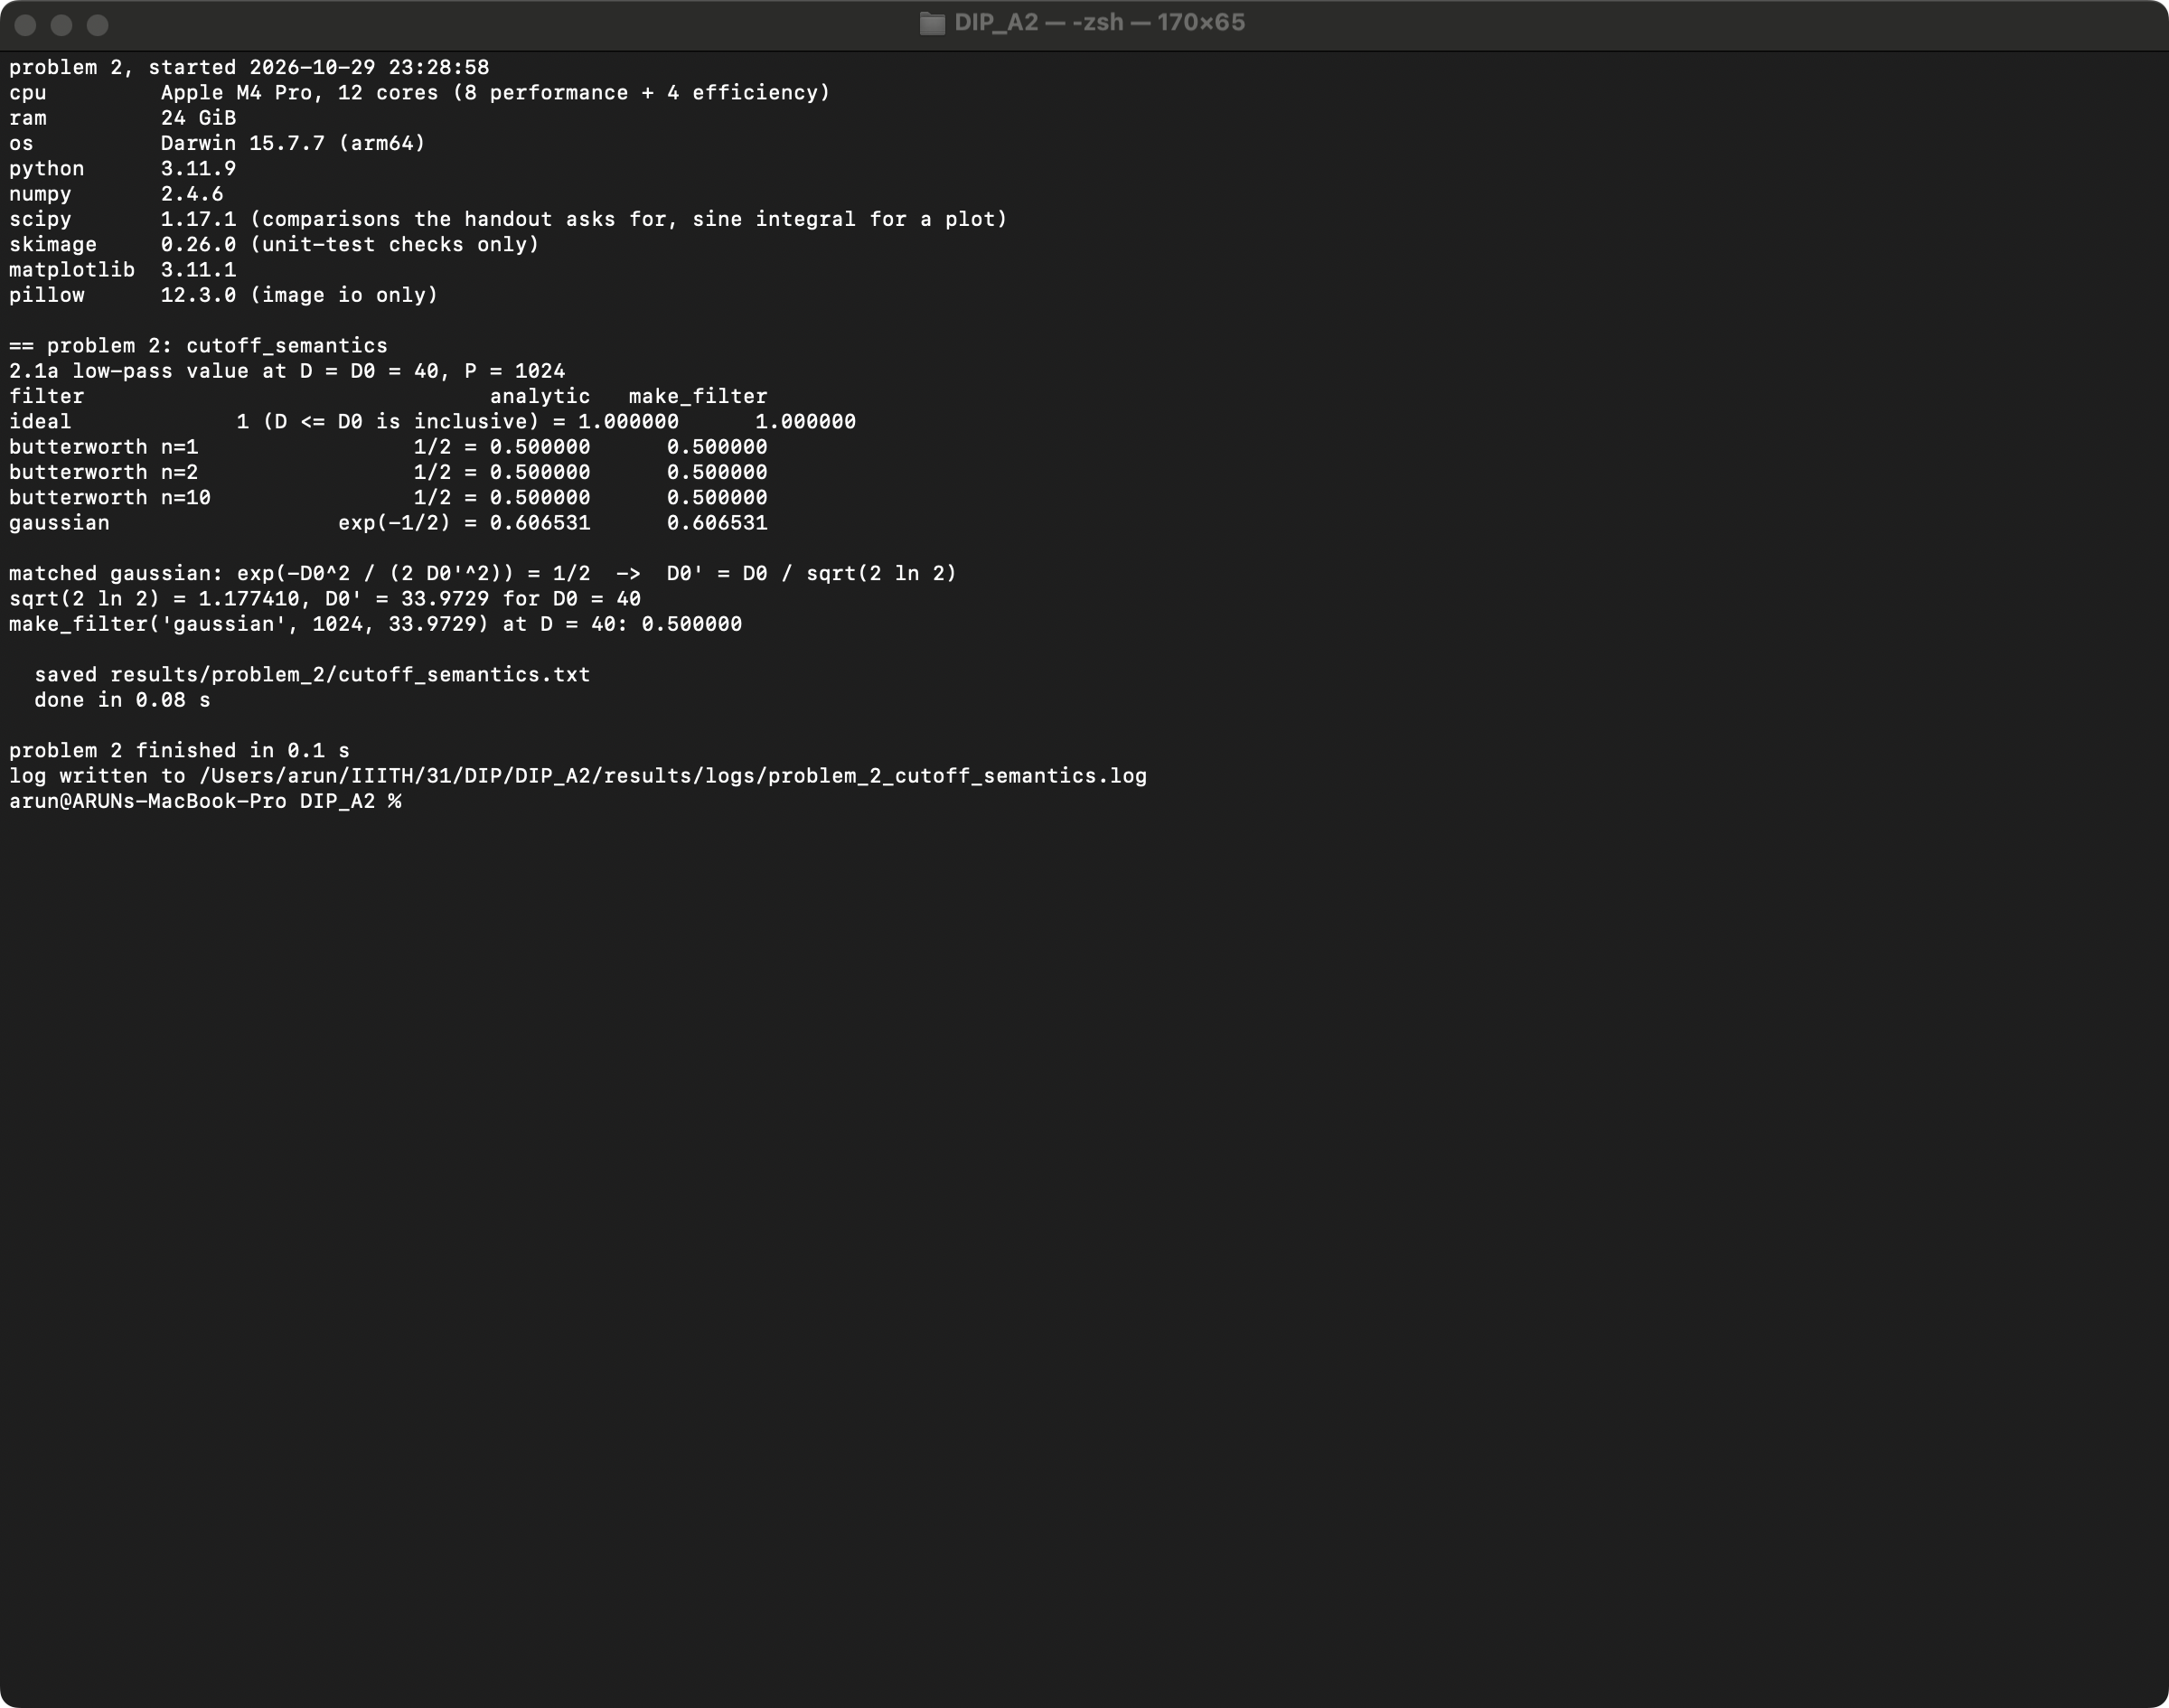 DIP_A2 — -zsh — 170×65
problem 2, started 2026-10-29 23:28:58
cpu         Apple M4 Pro, 12 cores (8 performance + 4 efficiency)
ram         24 GiB
os          Darwin 15.7.7 (arm64)
python      3.11.9
numpy       2.4.6
scipy       1.17.1 (comparisons the handout asks for, sine integral for a plot)
skimage     0.26.0 (unit-test checks only)
matplotlib  3.11.1
pillow      12.3.0 (image io only)

== problem 2: cutoff_semantics
2.1a low-pass value at D = D0 = 40, P = 1024
filter                                analytic   make_filter
ideal             1 (D <= D0 is inclusive) = 1.000000      1.000000
butterworth n=1                 1/2 = 0.500000      0.500000
butterworth n=2                 1/2 = 0.500000      0.500000
butterworth n=10                1/2 = 0.500000      0.500000
gaussian                  exp(-1/2) = 0.606531      0.606531

matched gaussian: exp(-D0^2 / (2 D0'^2)) = 1/2  ->  D0' = D0 / sqrt(2 ln 2)
sqrt(2 ln 2) = 1.177410, D0' = 33.9729 for D0 = 40
make_filter('gaussian', 1024, 33.9729) at D = 40: 0.500000

  saved results/problem_2/cutoff_semantics.txt
  done in 0.08 s

problem 2 finished in 0.1 s
log written to /Users/arun/IIITH/31/DIP/DIP_A2/results/logs/problem_2_cutoff_semantics.log
arun@ARUNs-MacBook-Pro DIP_A2 %